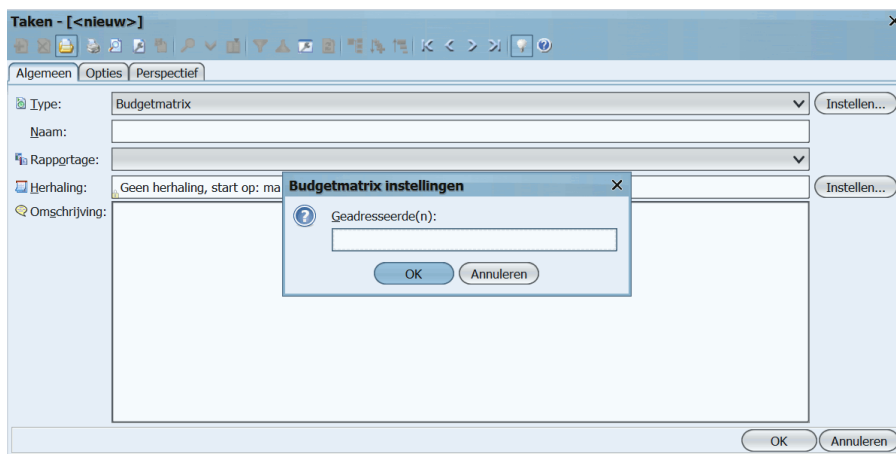 Taken - [<nieuw>]
Algemeen Opties Perspectief
Type: Budgetmatrix Instellen...
Naam:
Rapportage:
Herhaling: Geen herhaling, start op: ma Instellen...
Omschrijving:
Budgetmatrix instellingen
Geadresseerde(n):
OK Annuleren
OK Annuleren